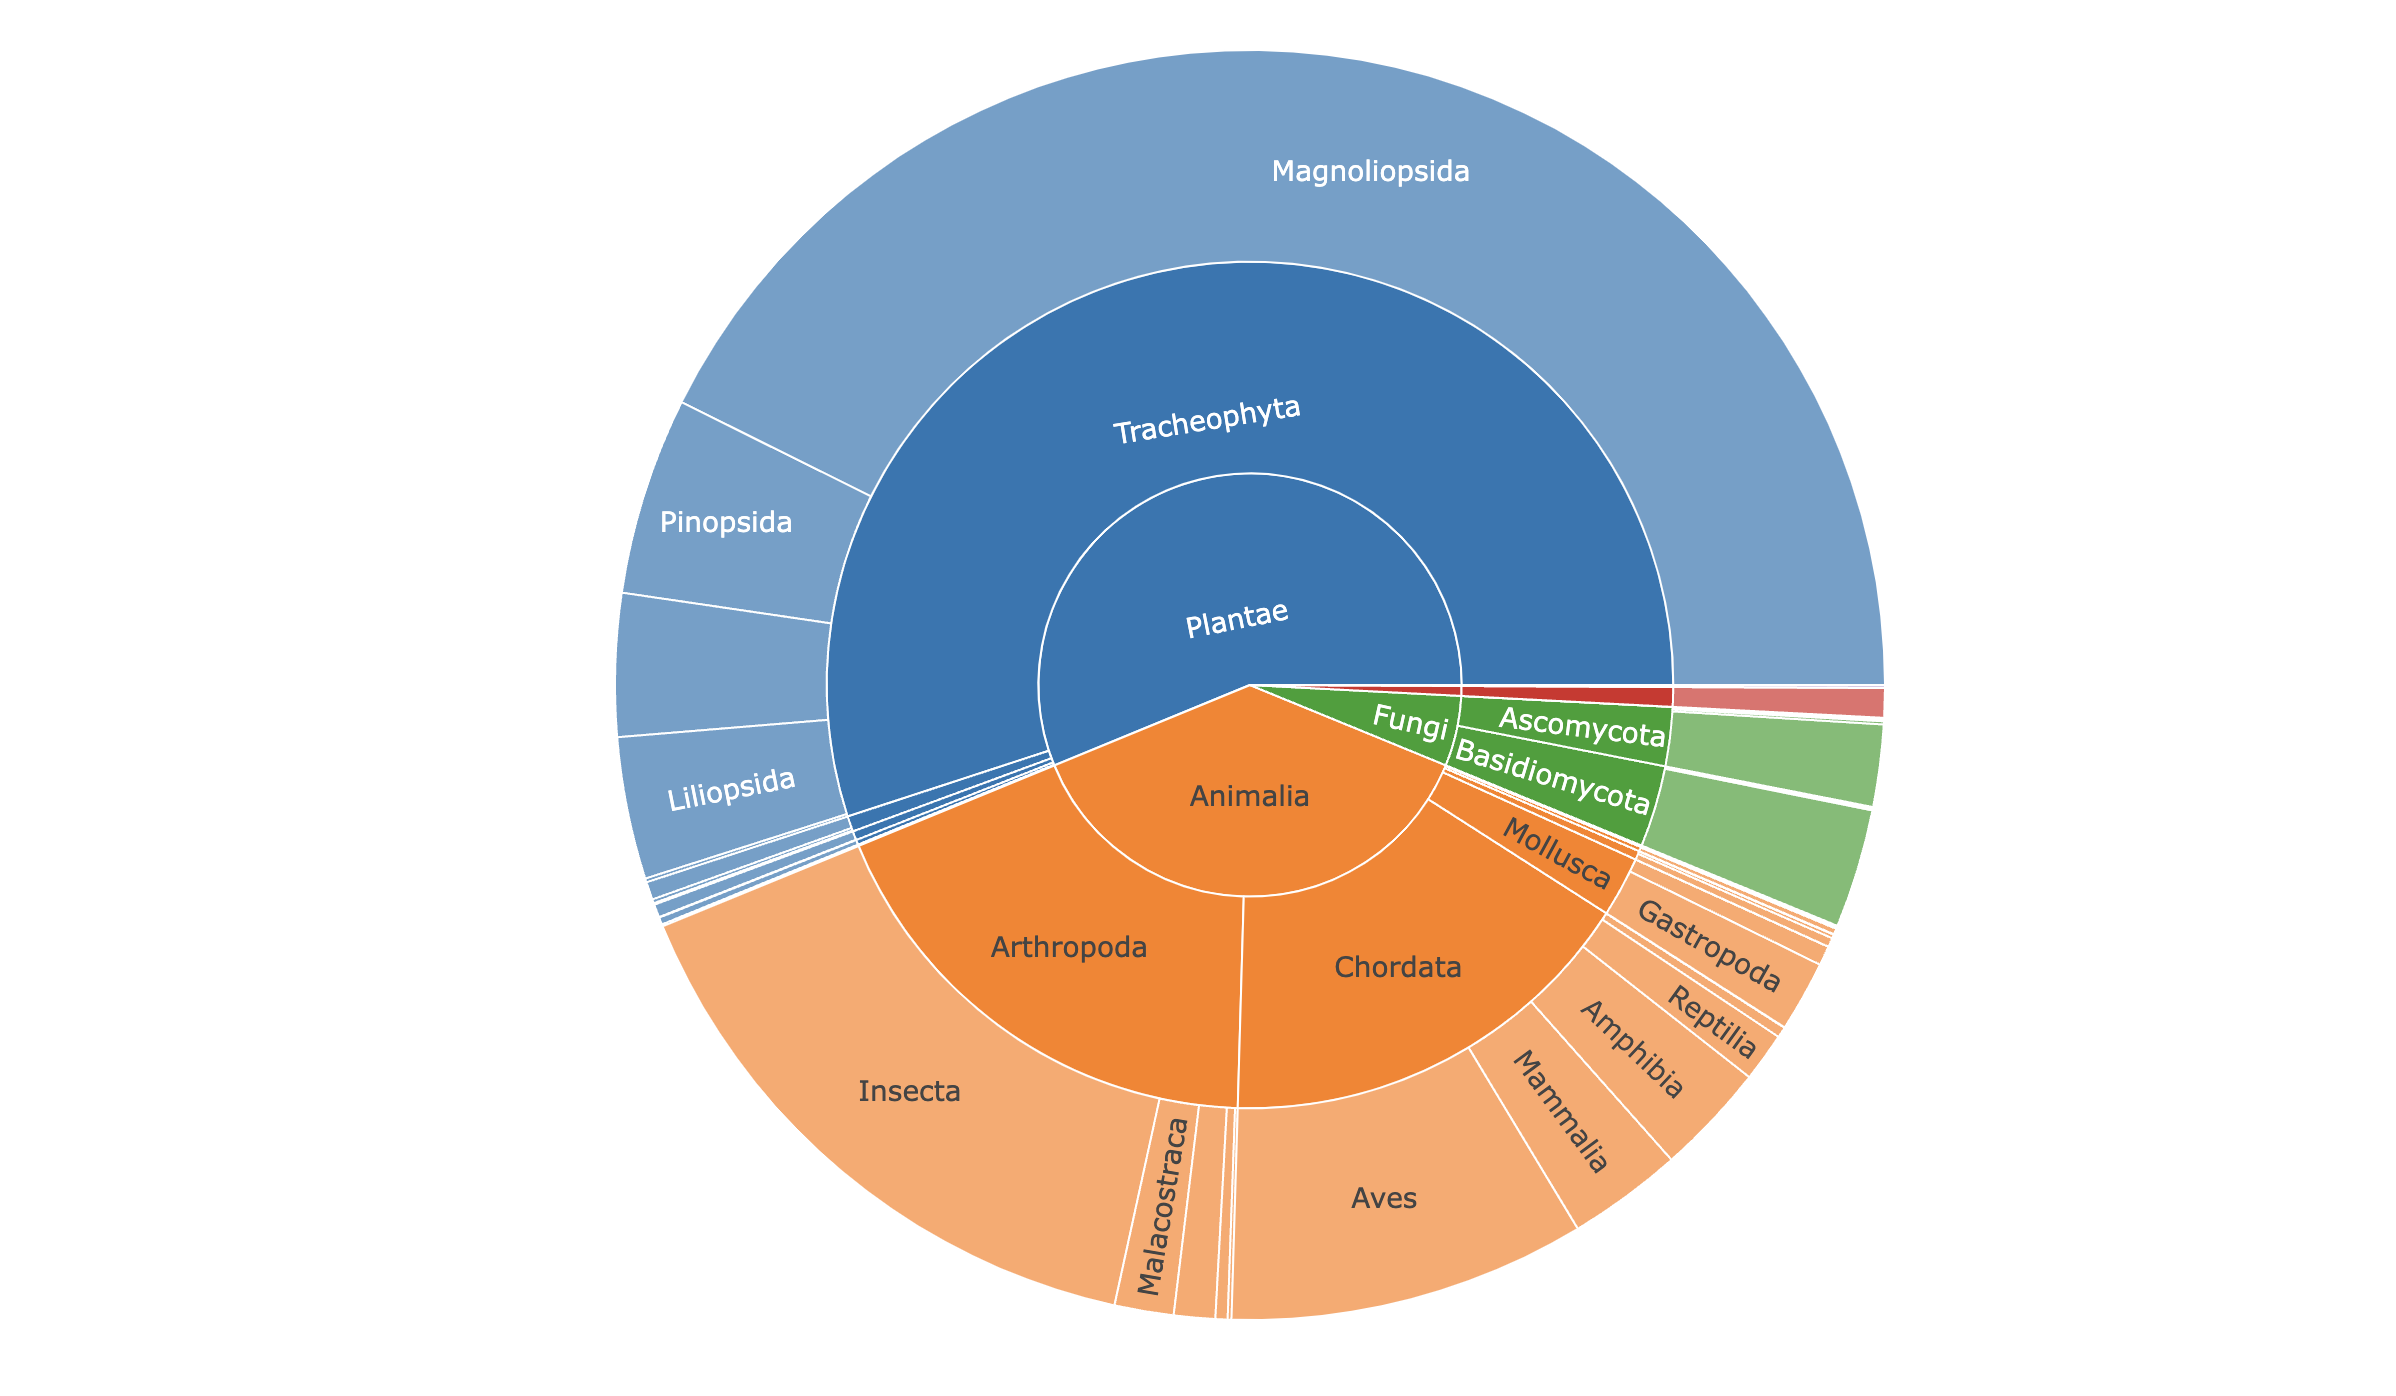 Magnoliopsida
Tracheophyta
Pinopsida
Plantae
Fungi
Ascomycota
Basidiomycota
Liliopsida
Animalia
Mollusca
Gastropoda
Arthropoda
Chordata
Reptilia
Amphibia
Mammalia
Insecta
Malacostraca
Aves